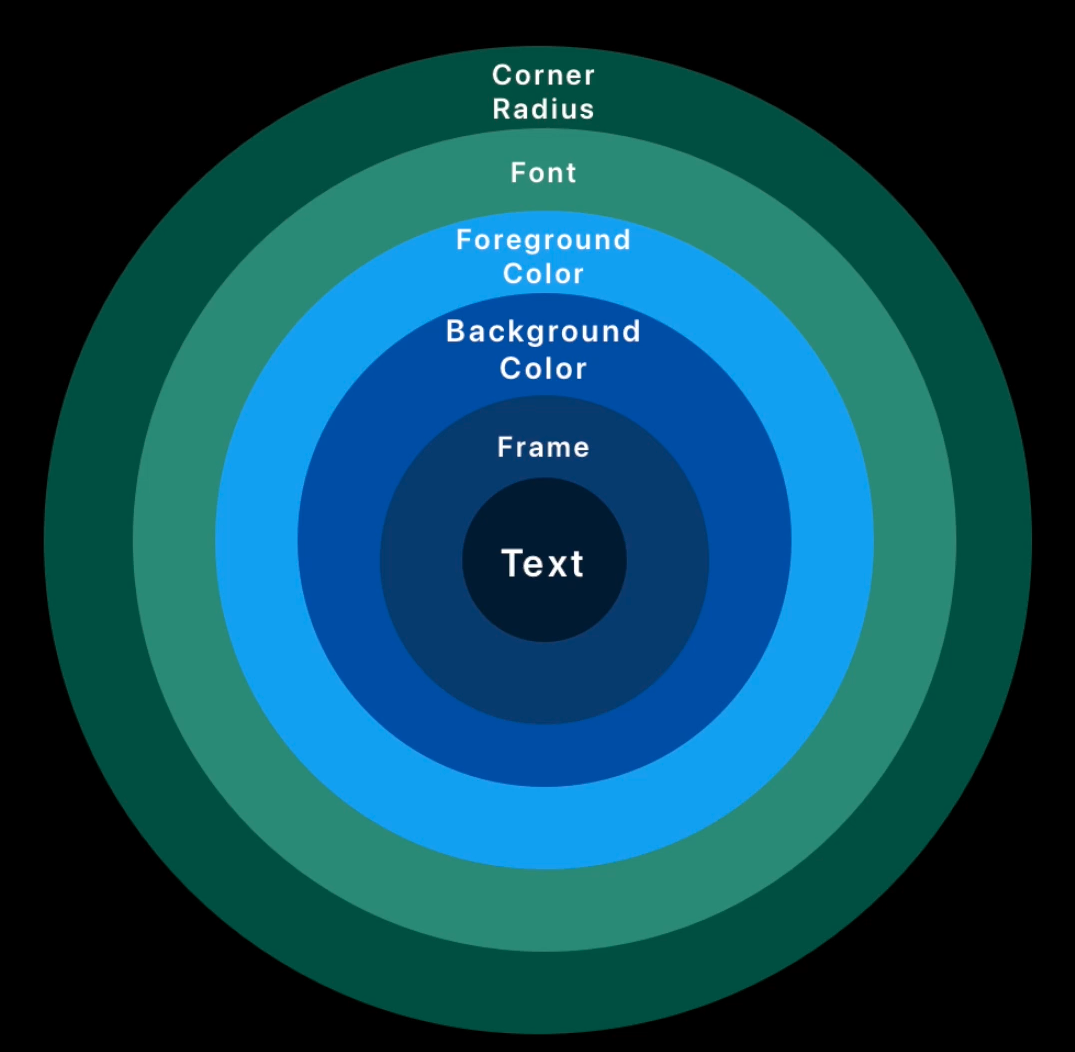 Corner
Radius
Font
Foreground
Color
Background
Color
Frame
Text